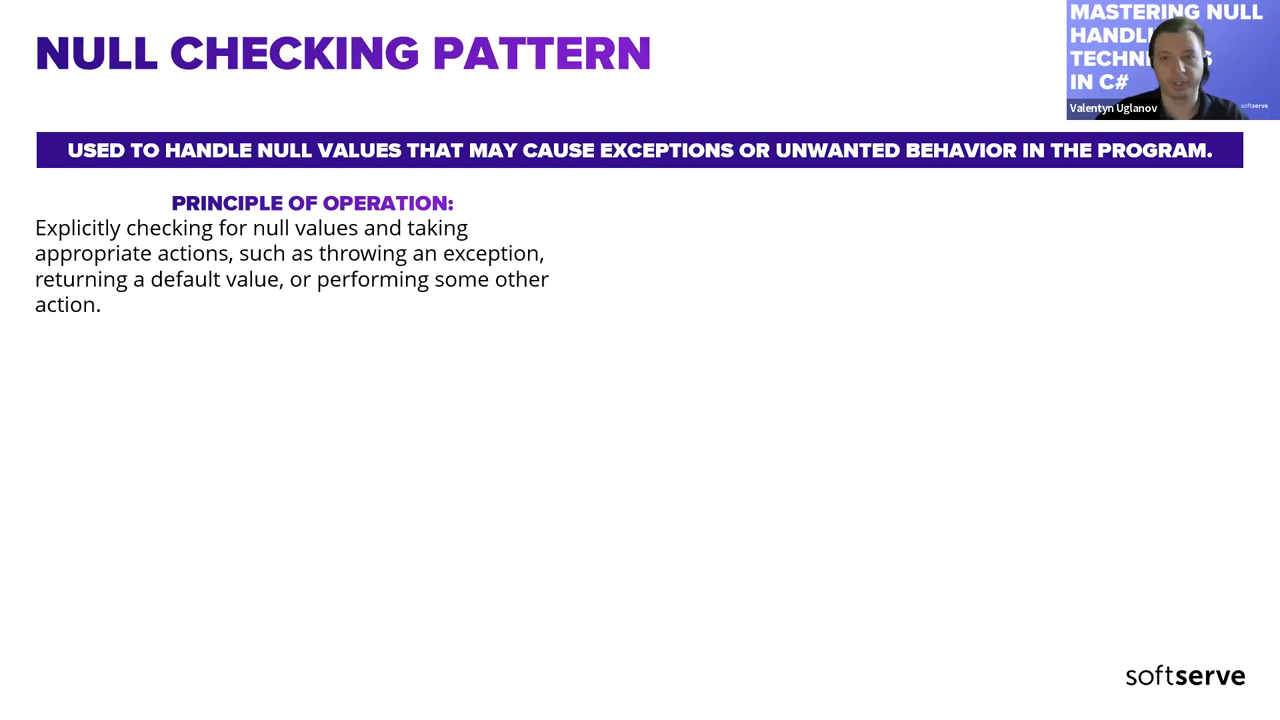 NULL CHECKING PATTERN
MASTERING NULL
IN C#
Valentyn Uglanov
softserve
USED TO HANDLE NULL VALUES THAT MAY CAUSE EXCEPTIONS OR UNWANTED BEHAVIOR IN THE PROGRAM.
PRINCIPLE OF OPERATION:
Explicitly checking for null values and taking
appropriate actions, such as throwing an exception,
returning a default value, or performing some other
action.
softserve